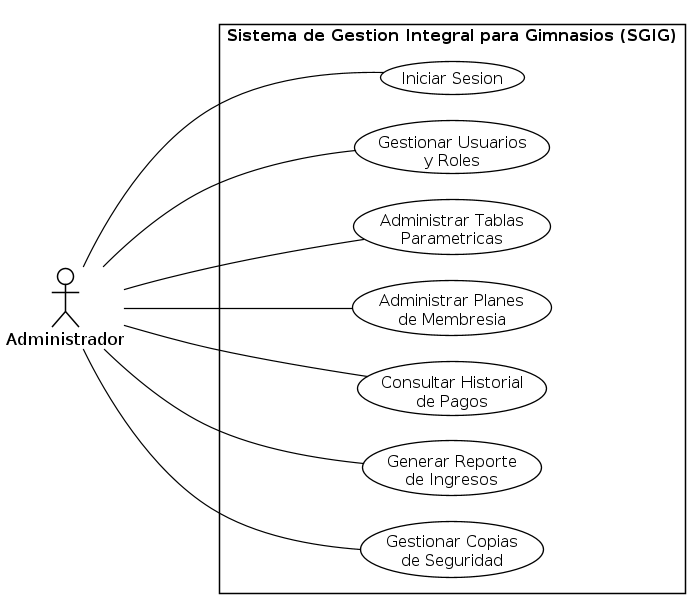 Sistema de Gestion Integral para Gimnasios (SGIG)
Iniciar Sesion
Gestionar Usuarios
y Roles
Administrar Tablas
Parametricas
Administrar Planes
de Membresia
Administrador
Consultar Historial
de Pagos
Generar Reporte
de Ingresos
Gestionar Copias
de Seguridad